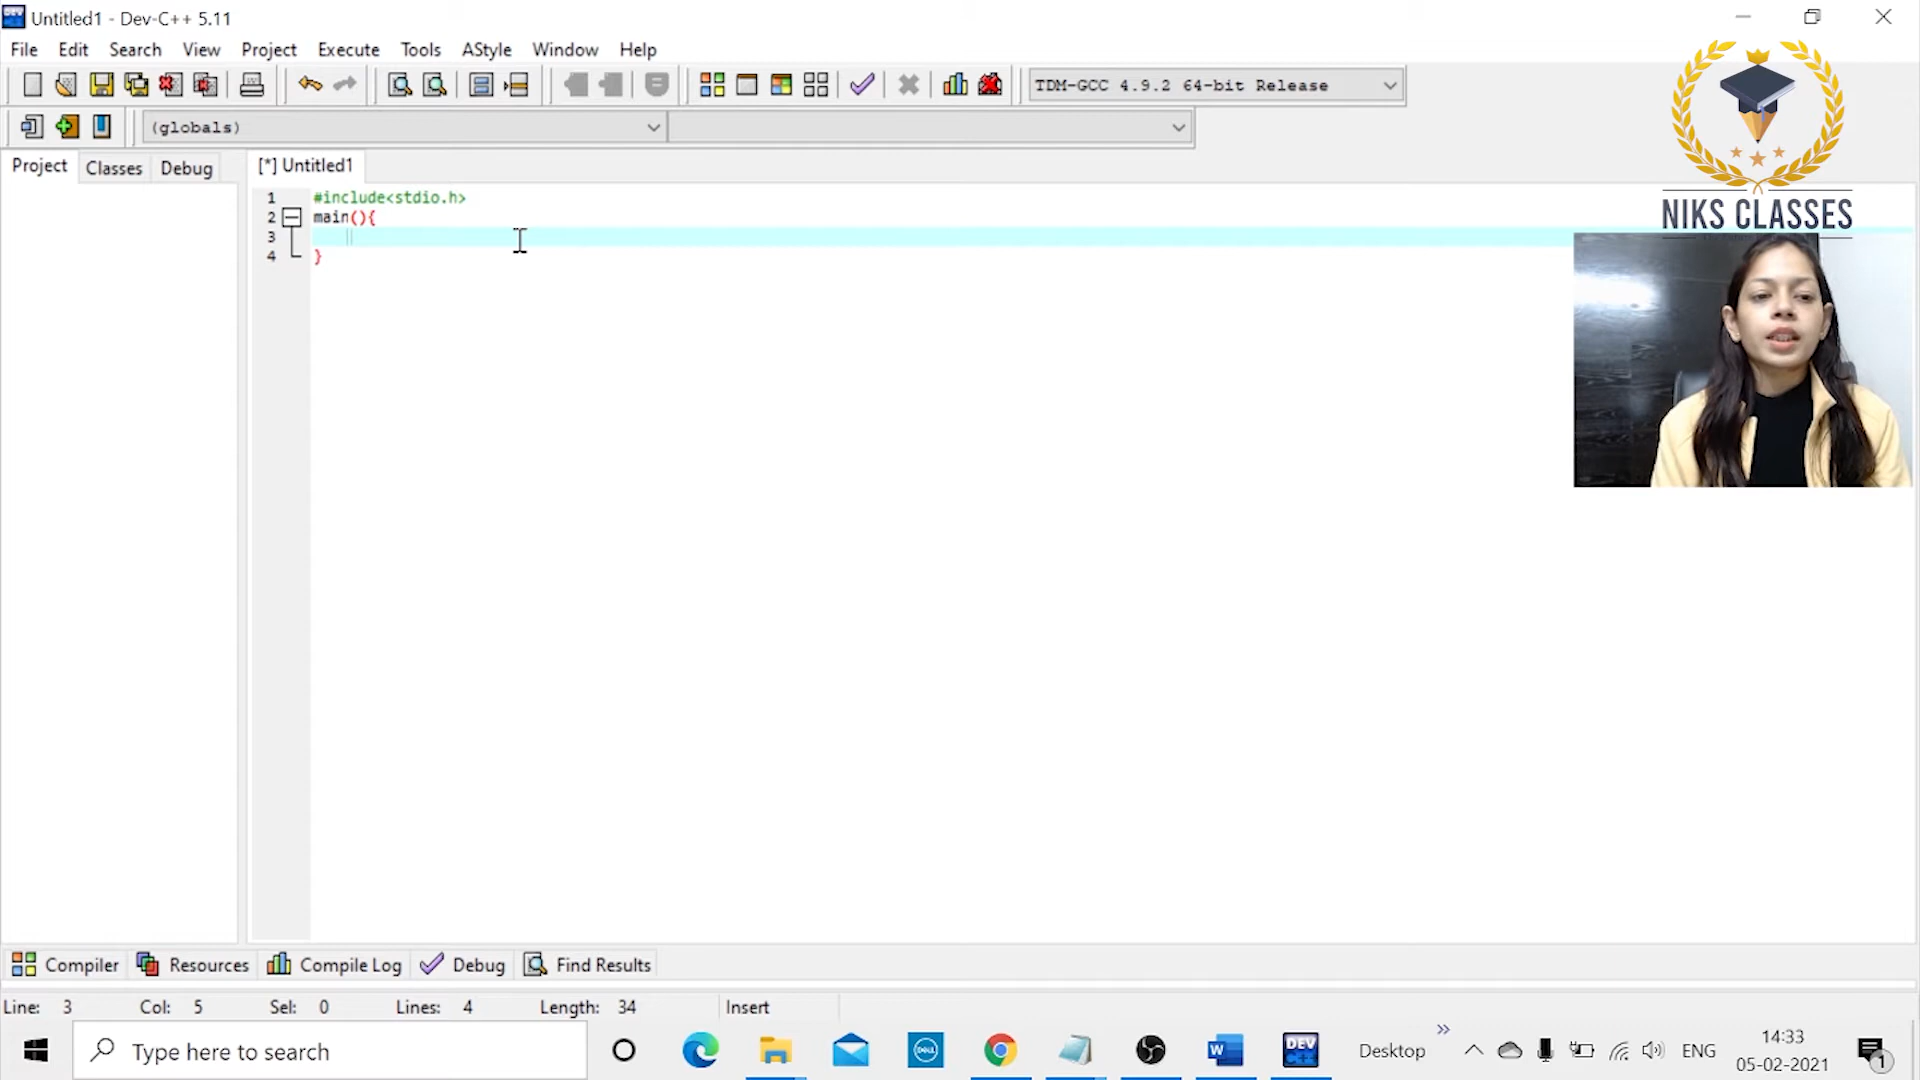 Untitled1 - Dev-C++ 5.11
File Edit Search View Project Execute Tools AStyle Window Help
TDM-GCC 4.9.2 64-bit Release
(globals)
Project Classes Debug
[*] Untitled1
1 #include<stdio.h>
2 main(){
3
4 }
NIKS CLASSES
Compiler Resources Compile Log Debug Find Results
Line: 3 Col: 5 Sel: 0 Lines: 4 Length: 34 Insert
Type here to search
DELL
W
DEV
C++
Desktop
ENG
14:33
05-02-2021
1